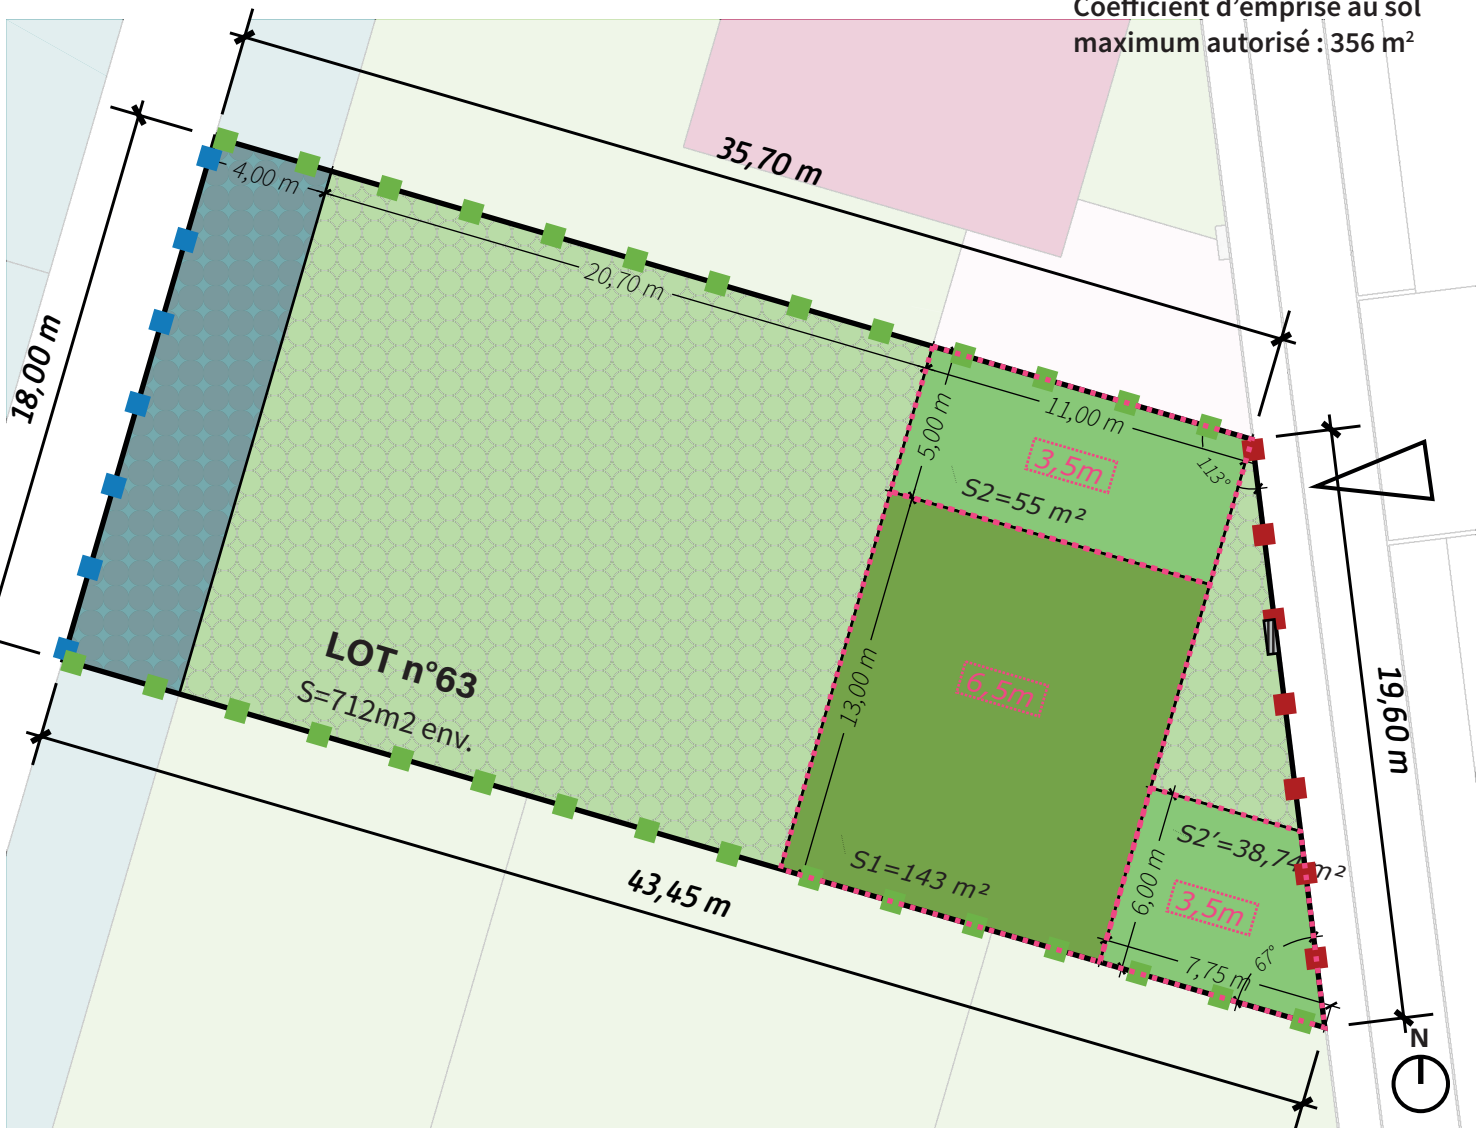 Coefficient d'emprise au sol
maximum autorisé : 356 m²
35,70 m
4,00 m
20,70 m
18,00 m
11,00 m
5,00 m
3,5m
113°
S2=55 m²
LOT n°63
S=712m2 env.
13,00 m
6,5m
19,60 m
S1=143 m²
S2'=38,74 m²
6,00 m
3,5m
67°
7,75 m
43,45 m
N